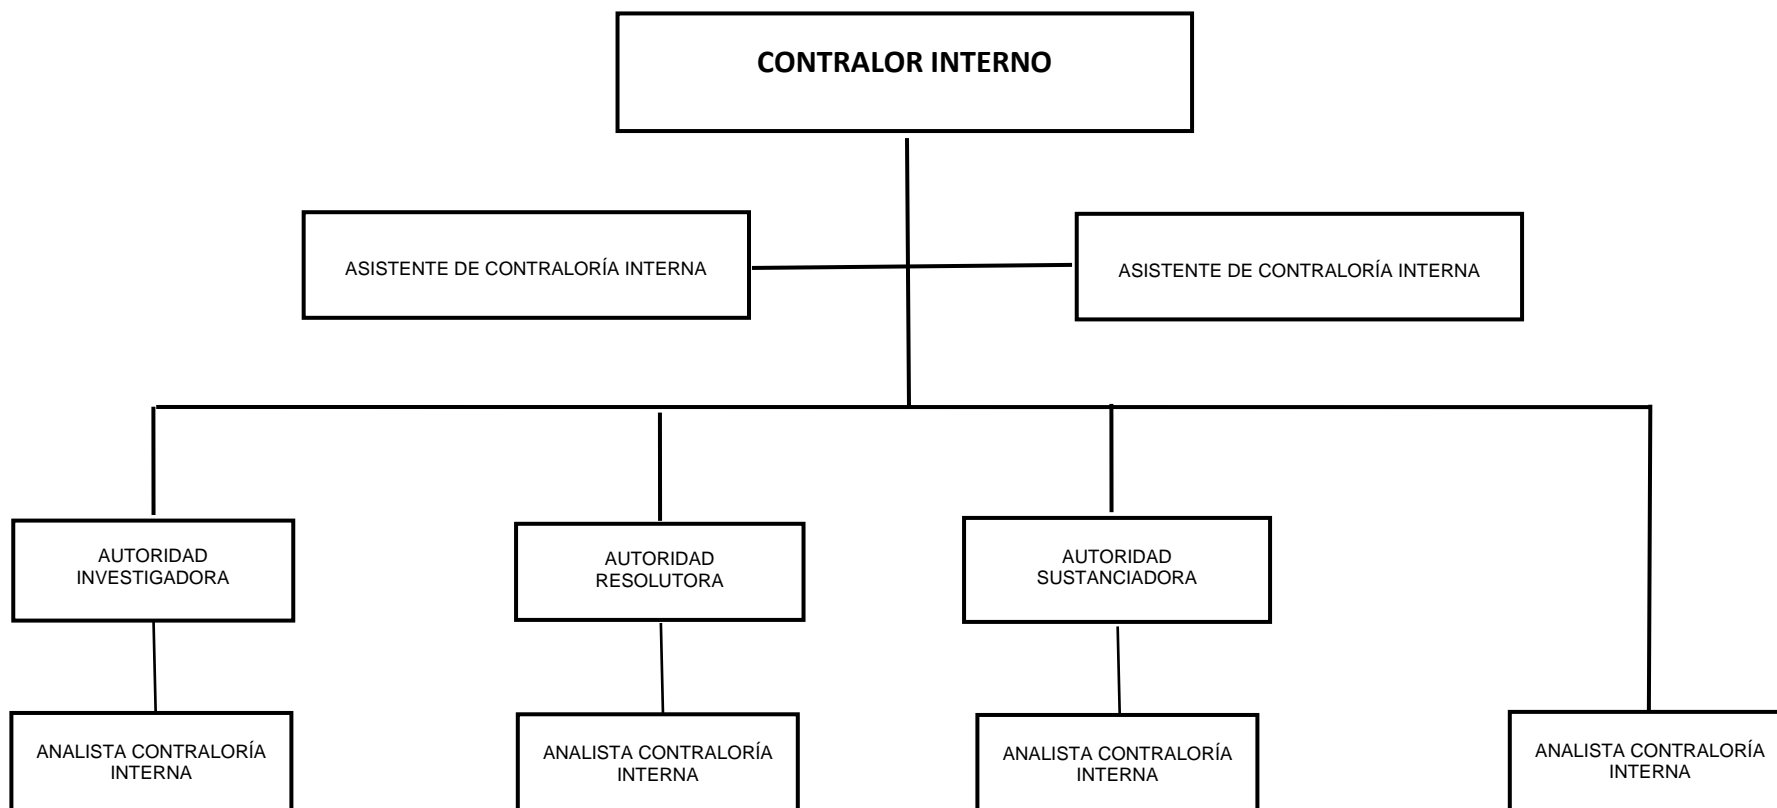 CONTRALOR INTERNO
ASISTENTE DE CONTRALORÍA INTERNA
ASISTENTE DE CONTRALORÍA INTERNA
AUTORIDAD
INVESTIGADORA
AUTORIDAD
RESOLUTORA
AUTORIDAD
SUSTANCIADORA
ANALISTA CONTRALORÍA
INTERNA
ANALISTA CONTRALORÍA
INTERNA
ANALISTA CONTRALORÍA
INTERNA
ANALISTA CONTRALORÍA
INTERNA